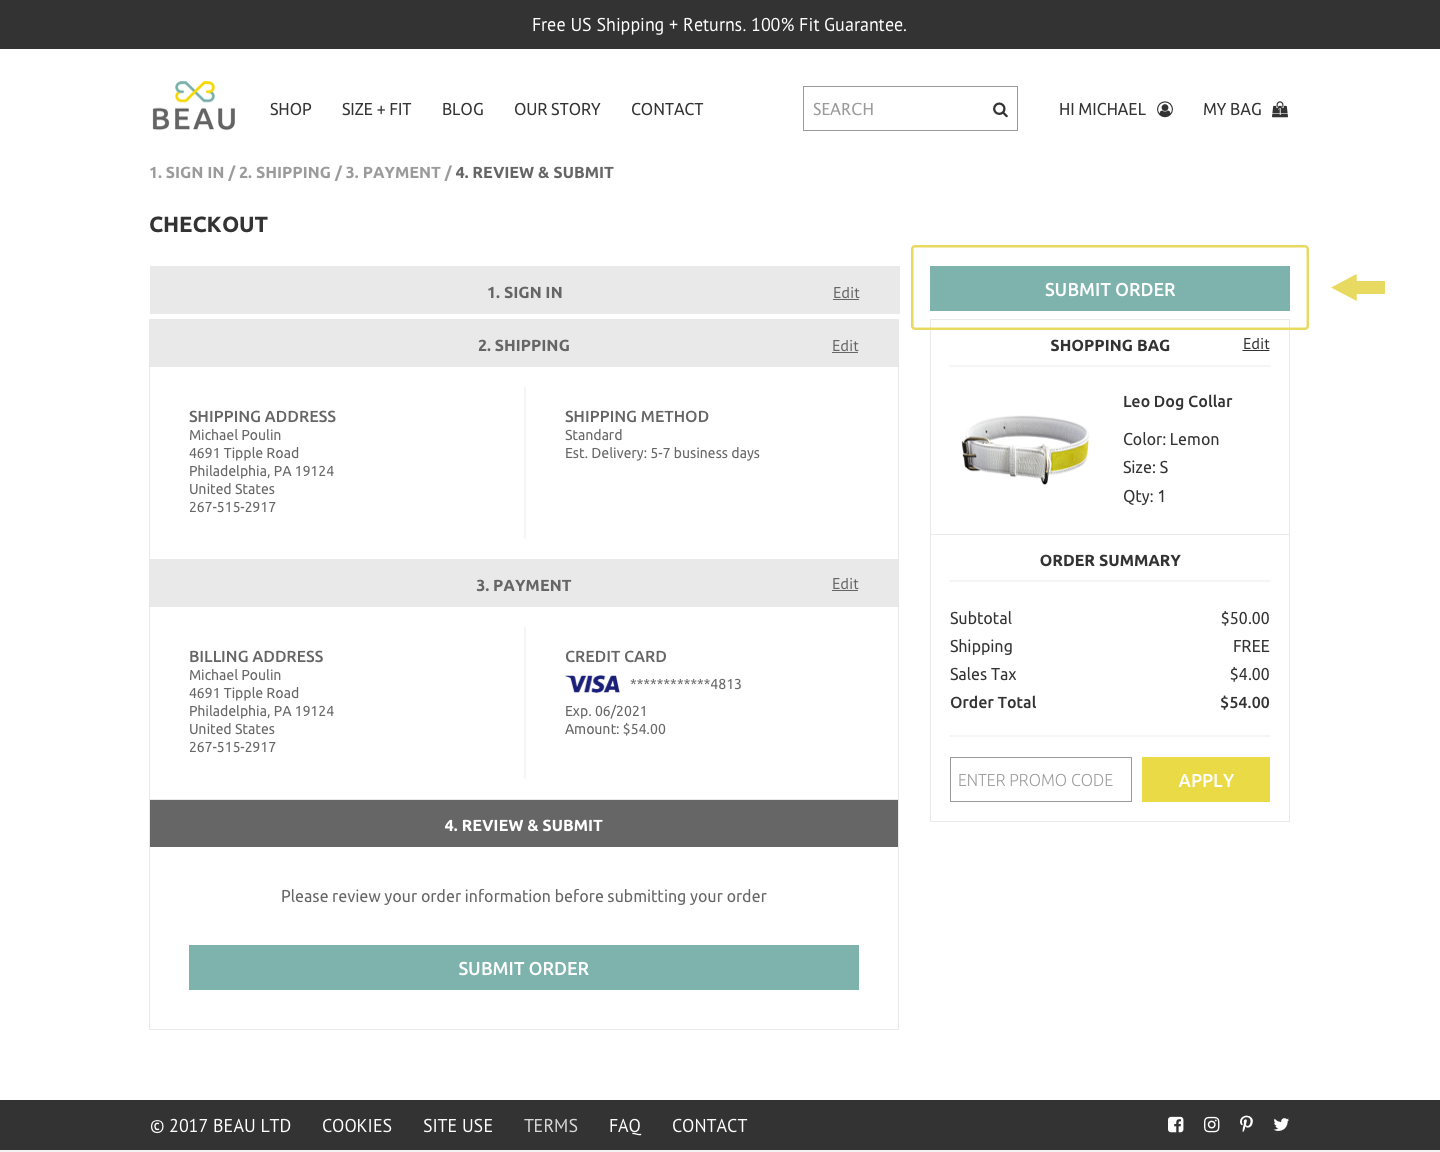 Free US Shipping + Returns. 100% Fit Guarantee.
BEAU
SHOP
SIZE + FIT
BLOG
OUR STORY
CONTACT
SEARCH
HI MICHAEL
MY BAG
1. SIGN IN / 2. SHIPPING / 3. PAYMENT / 4. REVIEW & SUBMIT
CHECKOUT
1. SIGN IN
Edit
2. SHIPPING
Edit
SHIPPING ADDRESS
Michael Poulin
4691 Tipple Road
Philadelphia, PA 19124
United States
267-515-2917
SHIPPING METHOD
Standard
Est. Delivery: 5-7 business days
3. PAYMENT
Edit
BILLING ADDRESS
Michael Poulin
4691 Tipple Road
Philadelphia, PA 19124
United States
267-515-2917
CREDIT CARD
VISA ************4813
Exp. 06/2021
Amount: $54.00
4. REVIEW & SUBMIT
Please review your order information before submitting your order
SUBMIT ORDER
SUBMIT ORDER
SHOPPING BAG
Edit
Leo Dog Collar
Color: Lemon
Size: S
Qty: 1
ORDER SUMMARY
Subtotal $50.00
Shipping FREE
Sales Tax $4.00
Order Total $54.00
ENTER PROMO CODE
APPLY
© 2017 BEAU LTD
COOKIES
SITE USE
TERMS
FAQ
CONTACT